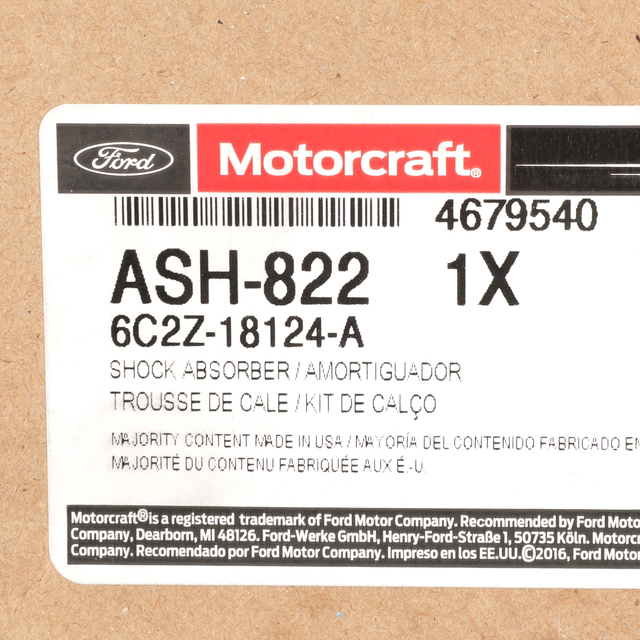 Ford Motorcraft®
4679540
ASH-822 1X
6C2Z-18124-A
SHOCK ABSORBER / AMORTIGUADOR
TROUSSE DE CALE / KIT DE CALÇO
MAJORITY CONTENT MADE IN USA / MAYORÍA DEL CONTENIDO FABRICADO EN
MAJORITÉ DU CONTENU FABRIQUÉE AUX É.-U.
Motorcraft® is a registered trademark of Ford Motor Company. Recommended by Ford Moto
Company, Dearborn, MI 48126. Ford-Werke GmbH, Henry-Ford-Straße 1, 50735 Köln. Motorcr
Company. Recomendado por Ford Motor Company. Impreso en los EE.UU.©2016, Ford Moto